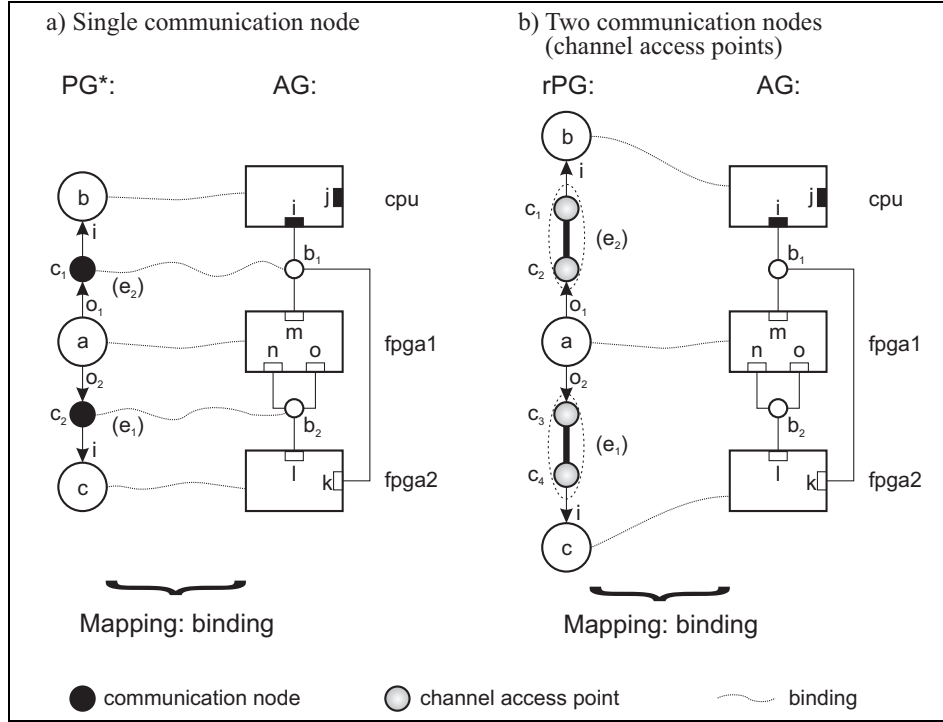 a) Single communication node
PG*:
AG:
b
i
c1
(e2)
o1
a
o2
c2
(e1)
i
c
j
cpu
i
b1
m
fpga1
n
o
b2
l
k
fpga2
Mapping: binding
b) Two communication nodes
(channel access points)
rPG:
AG:
b
i
c1
(e2)
c2
o1
a
o2
c3
(e1)
c4
i
c
j
cpu
i
b1
m
fpga1
n
o
b2
l
k
fpga2
Mapping: binding
communication node
channel access point
binding